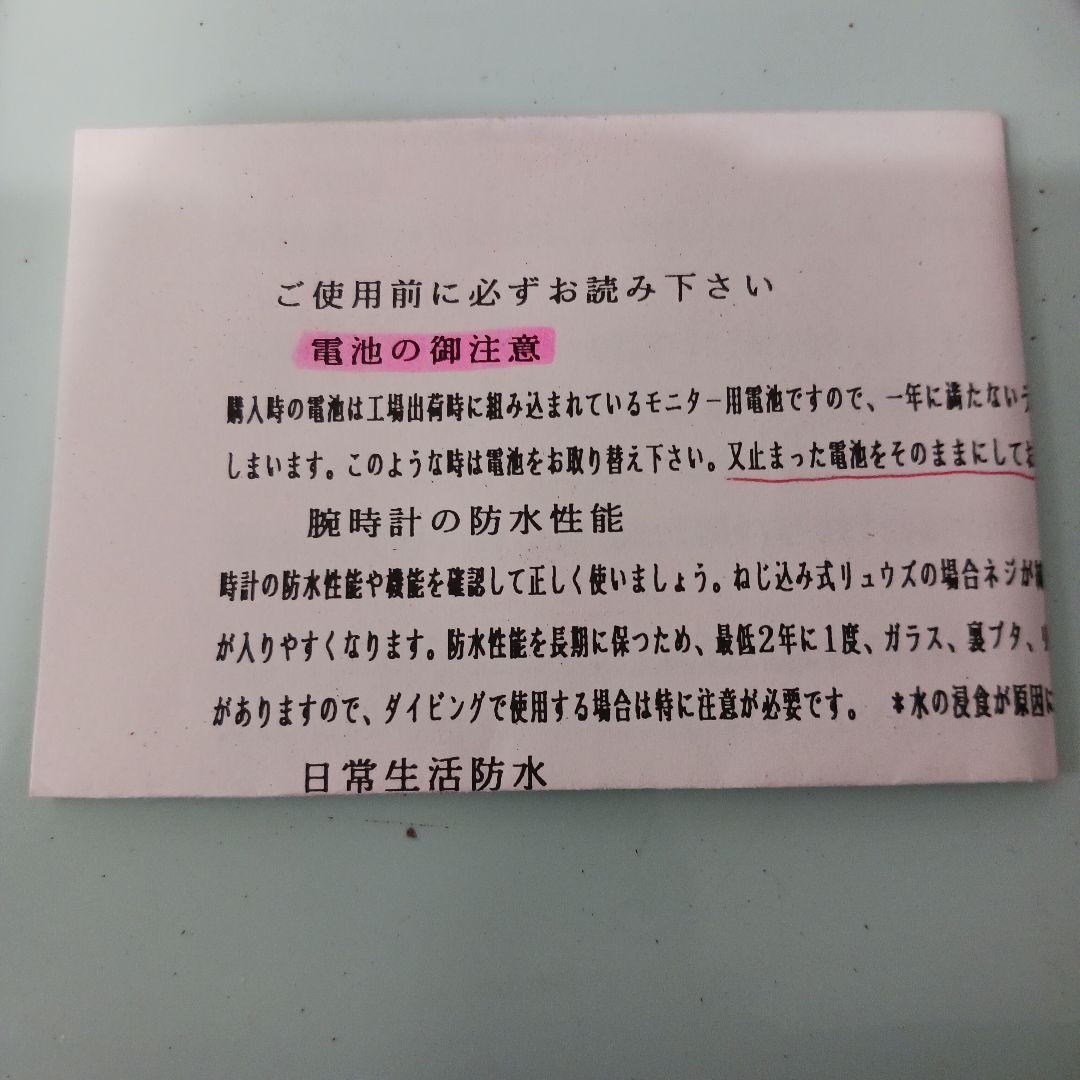 ご使用前に必ずお読み下さい
電池の御注意
購入時の電池は工場出荷時に組み込まれているモニター用電池ですので、一年に満たない
しまいます。このような時は電池をお取り替え下さい。又止まった電池をそのままにしてお
腕時計の防水性能
時計の防水性能や機能を確認して正しく使いましょう。ねじ込み式リュウズの場合ネジが
が入りやすくなります。防水性能を長期に保つため、最低2年に1度、ガラス、裏ブタ、
がありますので、ダイビングで使用する場合は特に注意が必要です。 *水の浸食が原因に
日常生活防水